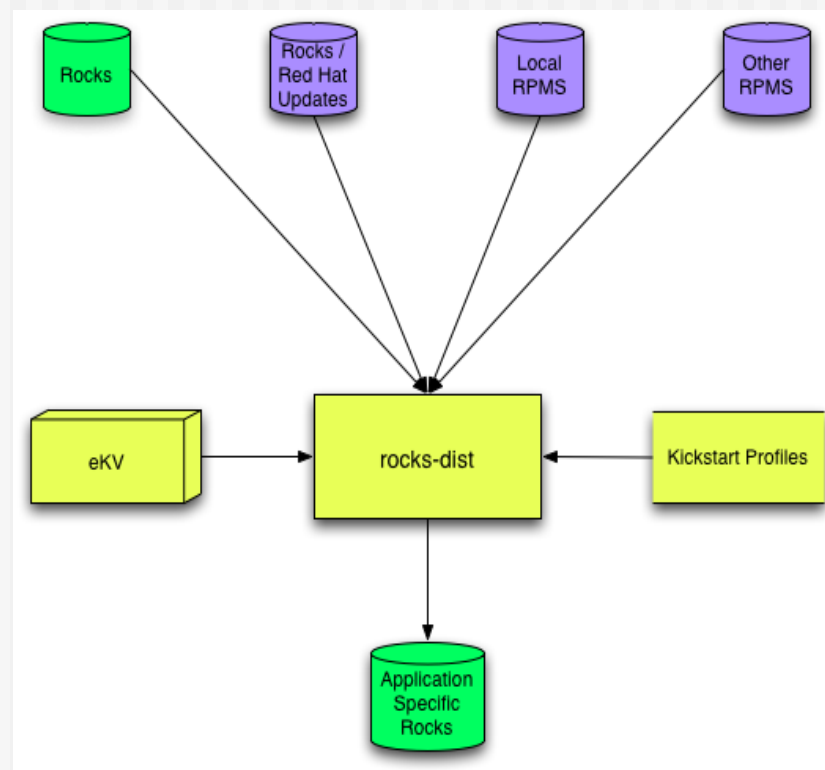 Rocks
Rocks /
Red Hat
Updates
Local
RPMS
Other
RPMS
eKV
rocks-dist
Kickstart Profiles
Application
Specific
Rocks